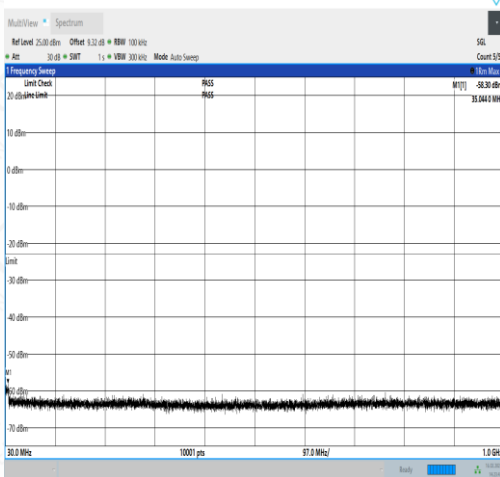 MultiView Spectrum
Ref Level 25.00 dBm Offset 9.32 dB RBW 100 kHz SGL
Att 30 dB SWT 1 s VBW 300 kHz Mode Auto Sweep Count 5/5
1 Frequency Sweep 1Rm Max
Limit Check PASS M1[1] -58.30 dBm
Line Limit PASS 35.0440 MH
20 dBm
10 dBm
0 dBm
-10 dBm
-20 dBm
Limit
-30 dBm
-40 dBm
-50 dBm
M1
-60 dBm
-70 dBm
30.0 MHz 10001 pts 97.0 MHz/ 1.0 GH
Ready